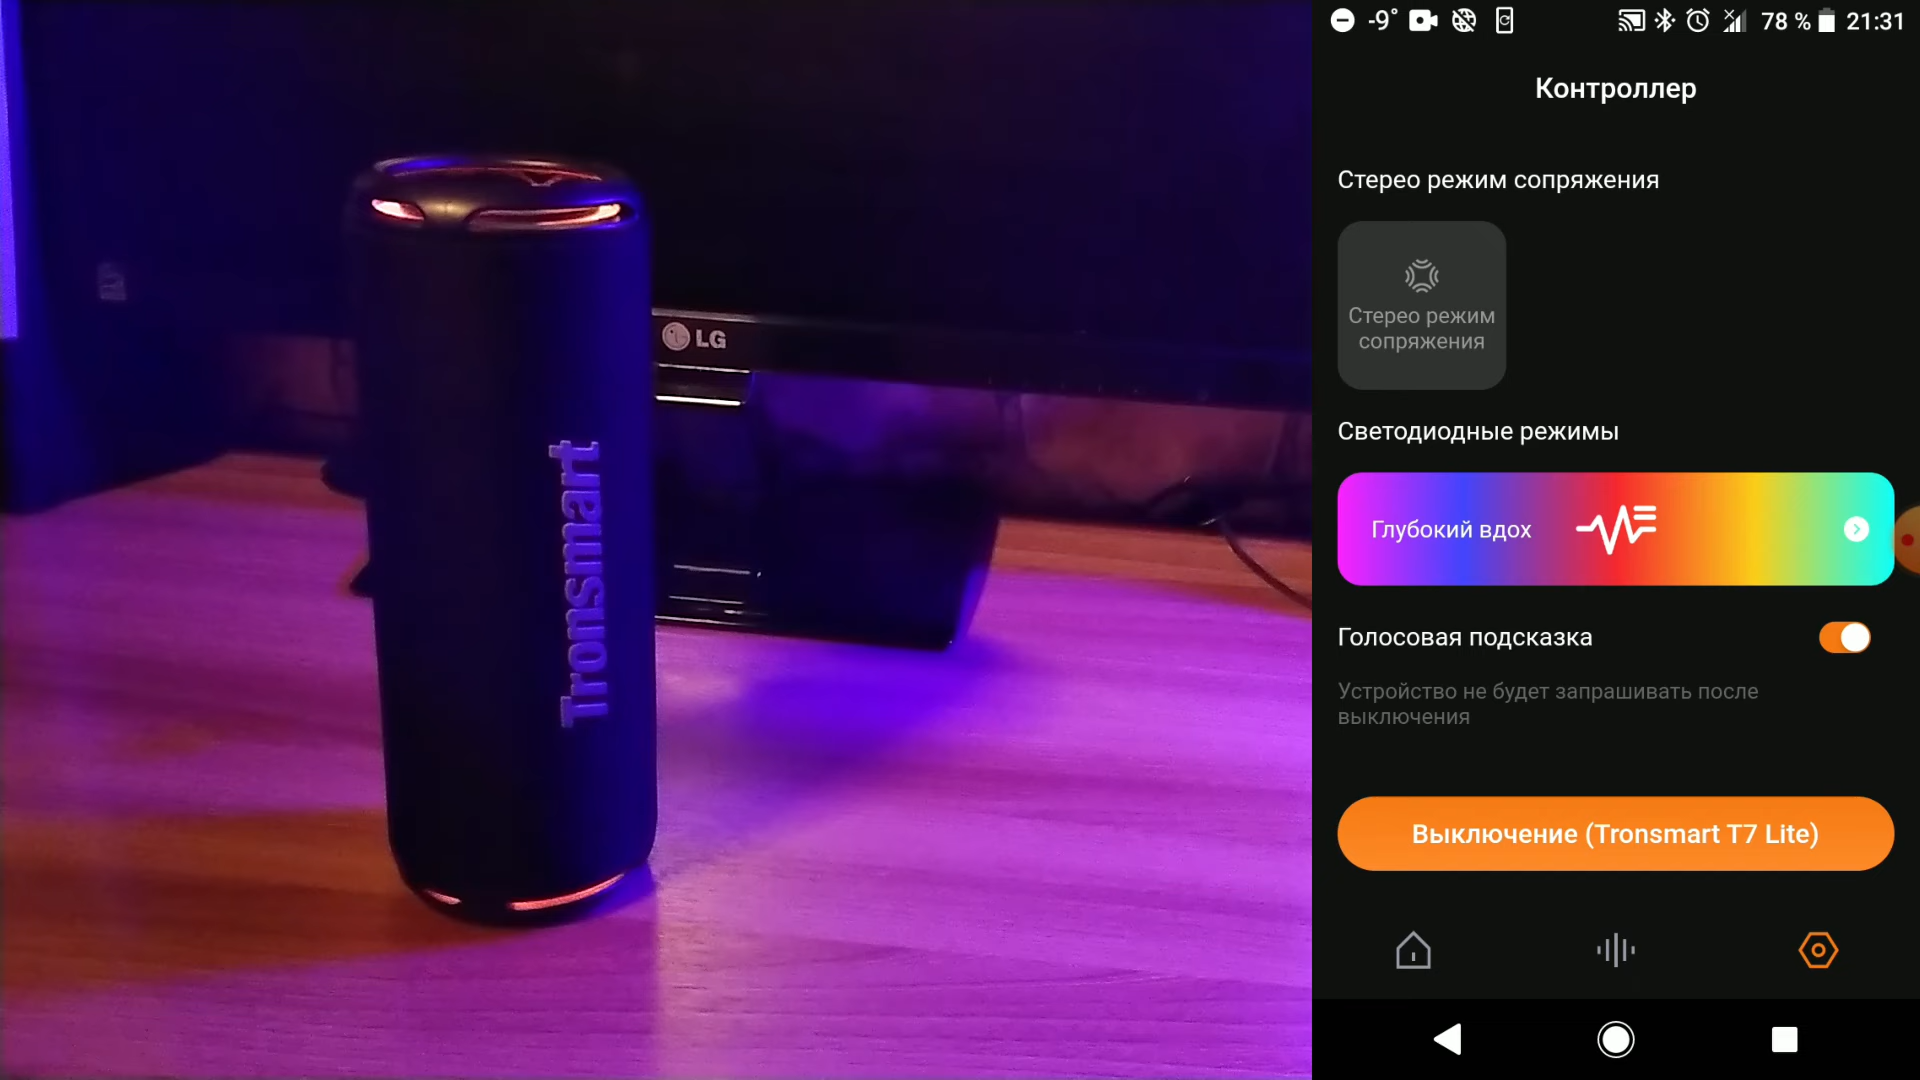 Tronsmart
LG
-9°
78 %
21:31
Контроллер
Стерео режим сопряжения
Стерео режим
сопряжения
Светодиодные режимы
Глубокий вдох
Голосовая подсказка
Устройство не будет запрашивать после
выключения
Выключение (Tronsmart T7 Lite)